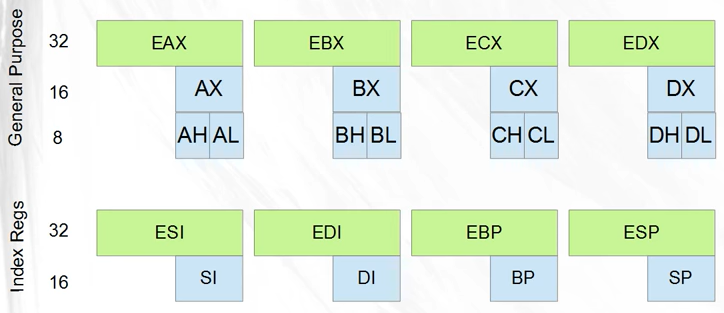 General Purpose
32 EAX EBX ECX EDX
16 AX BX CX DX
8 AH AL BH BL CH CL DH DL
Index Regs
32 ESI EDI EBP ESP
16 SI DI BP SP